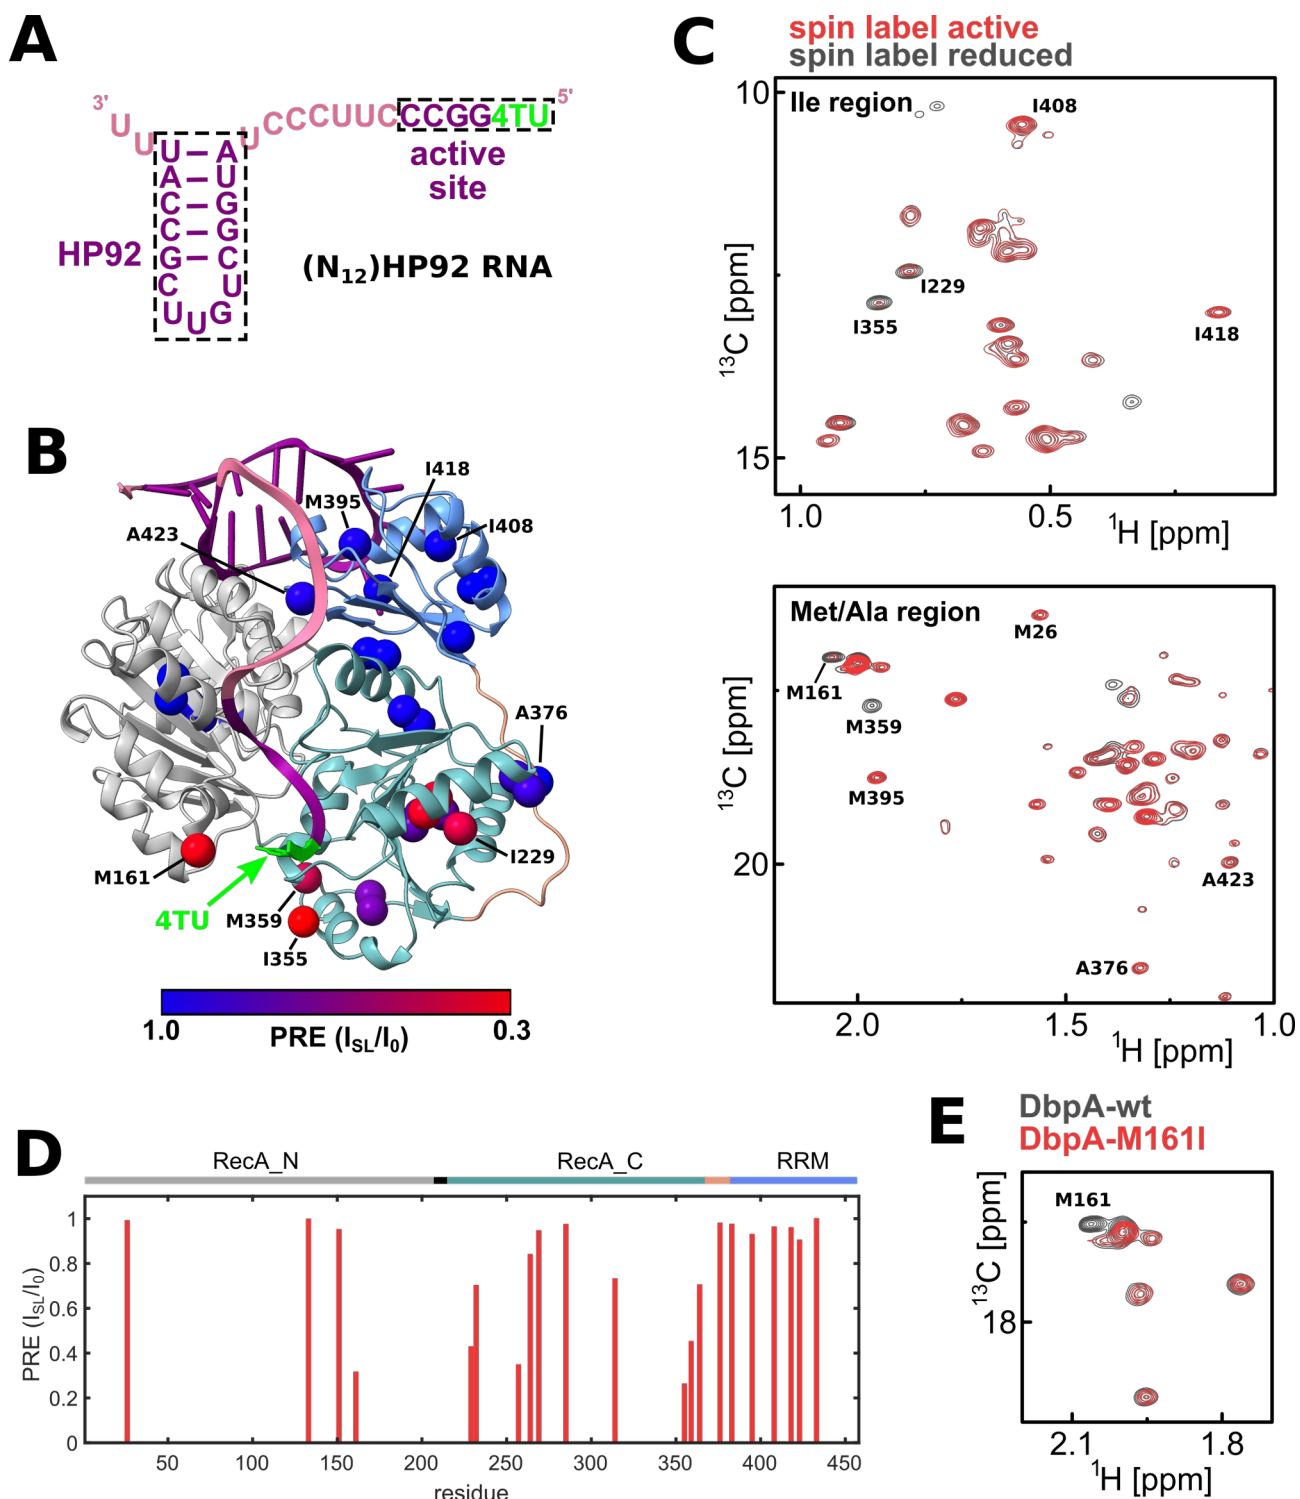 A
3'
5'
U U U C C C U U C C C G G 4TU
active
site
U – A
A – U
C – G
C – G
G – C
C U
U U G
HP92
(N12)HP92 RNA
B
I418
M395
I408
A423
A376
I229
M161
4TU
M359
I355
1.0
0.3
PRE (ISL/I0)
C
spin label active
spin label reduced
Ile region
10
15
13C [ppm]
I408
I229
I355
I418
1.0
0.5
1H [ppm]
Met/Ala region
M26
M161
M359
M395
A423
A376
20
13C [ppm]
2.0
1.5
1.0
1H [ppm]
D
RecA_N
RecA_C
RRM
PRE (ISL/I0)
1
0.8
0.6
0.4
0.2
0
50 100 150 200 250 300 350 400 450
residue
E
DbpA-wt
DbpA-M161I
M161
18
13C [ppm]
2.1
1.8
1H [ppm]